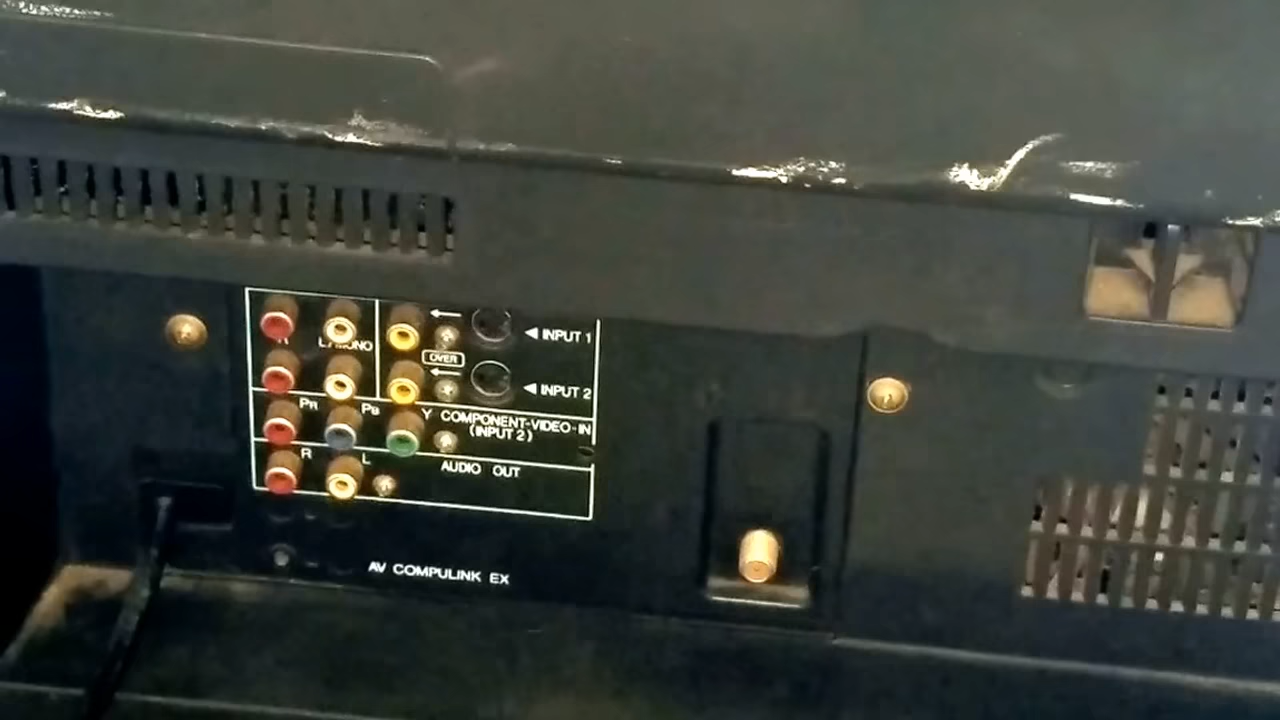 R L/MONO
◄ INPUT 1
OVER
◄ INPUT 2
PR PB Y COMPONENT-VIDEO-IN
(INPUT 2)
R L
AUDIO OUT
AV COMPULINK EX